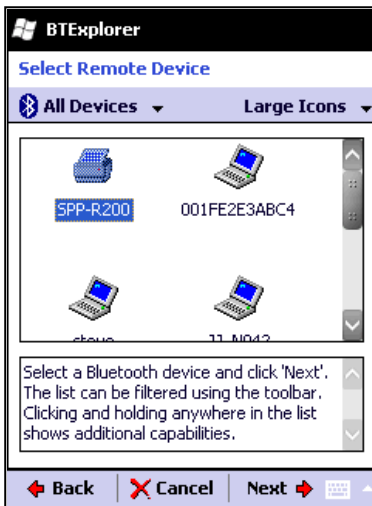 BTExplorer
Select Remote Device
All Devices Large Icons
SPP-R200 001FE2E3ABC4
Select a Bluetooth device and click 'Next'.
The list can be filtered using the toolbar.
Clicking and holding anywhere in the list
shows additional capabilities.
Back Cancel Next